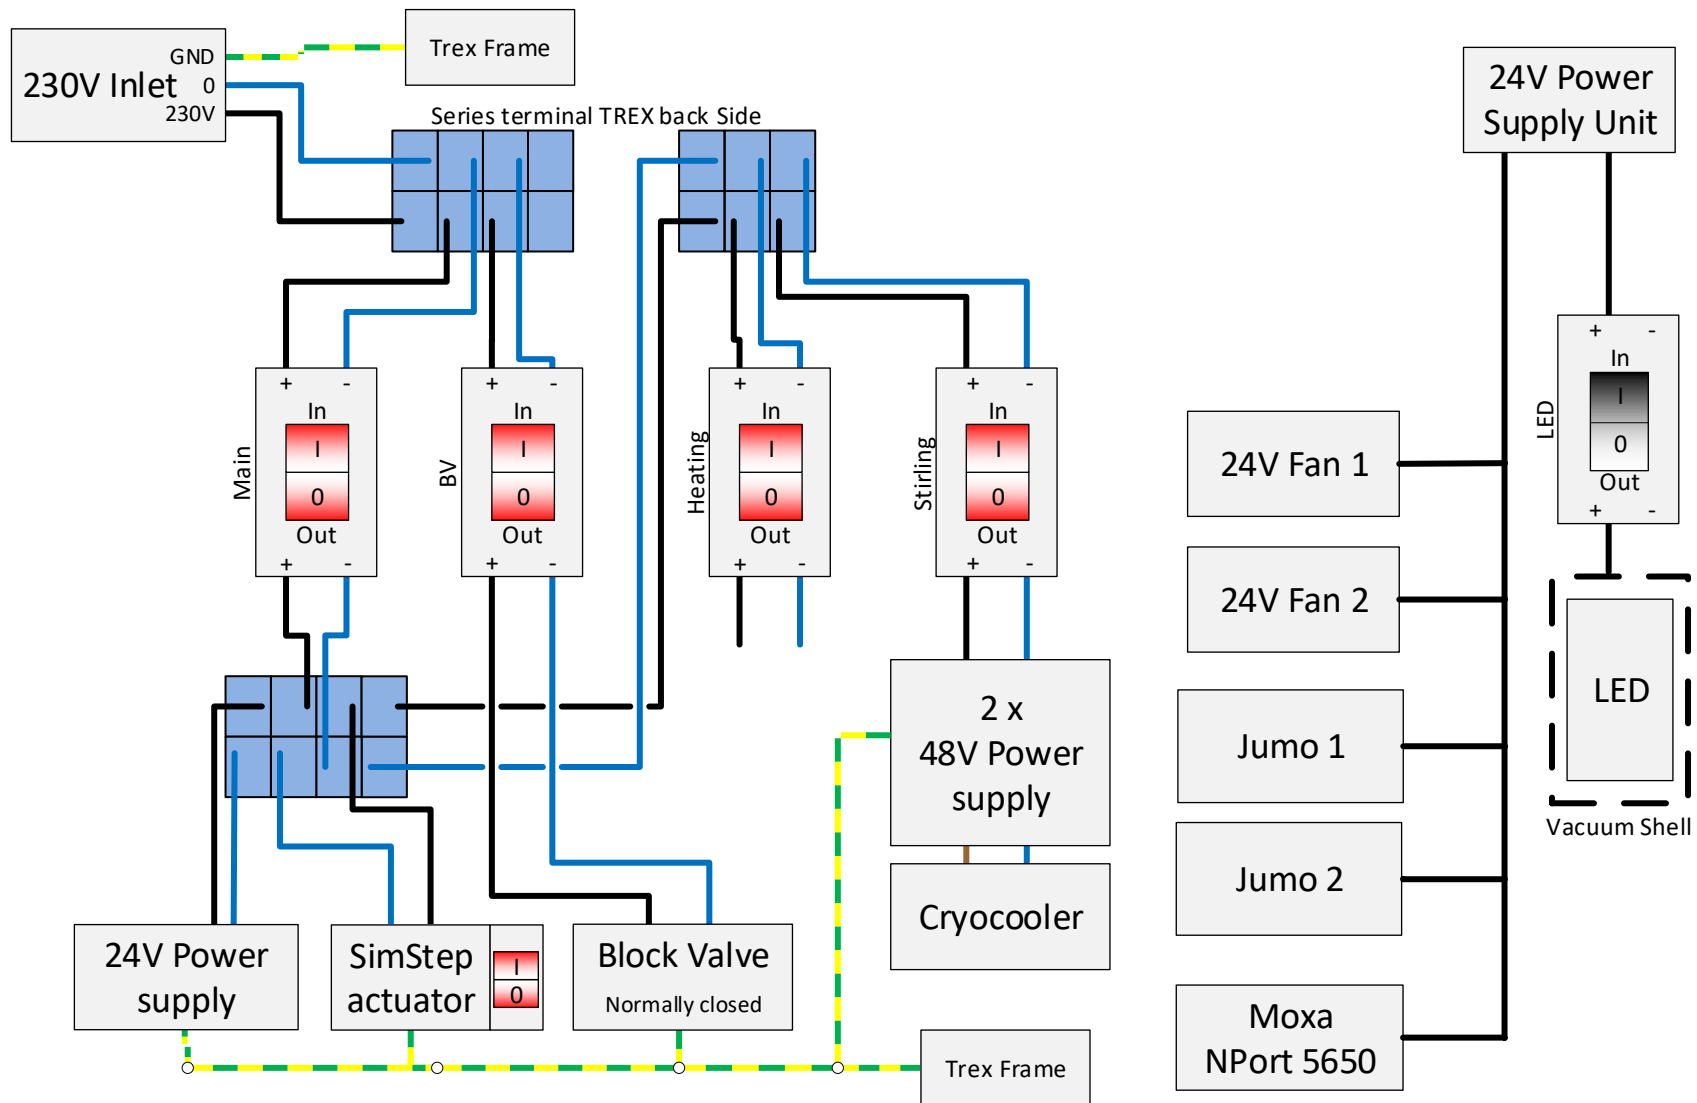 230V Inlet
GND
0
230V
Trex Frame
Series terminal TREX back Side
24V Power
Supply Unit
Main
+ -
In
I
0
Out
+ -
BV
+ -
In
I
0
Out
+ -
Heating
+ -
In
I
0
Out
+ -
Stirling
+ -
In
I
0
Out
+ -
LED
+ -
In
I
0
Out
+ -
24V Fan 1
24V Fan 2
Jumo 1
Jumo 2
Moxa
NPort 5650
LED
Vacuum Shell
2 x
48V Power
supply
Cryocooler
24V Power
supply
SimStep
actuator
I
0
Block Valve
Normally closed
Trex Frame